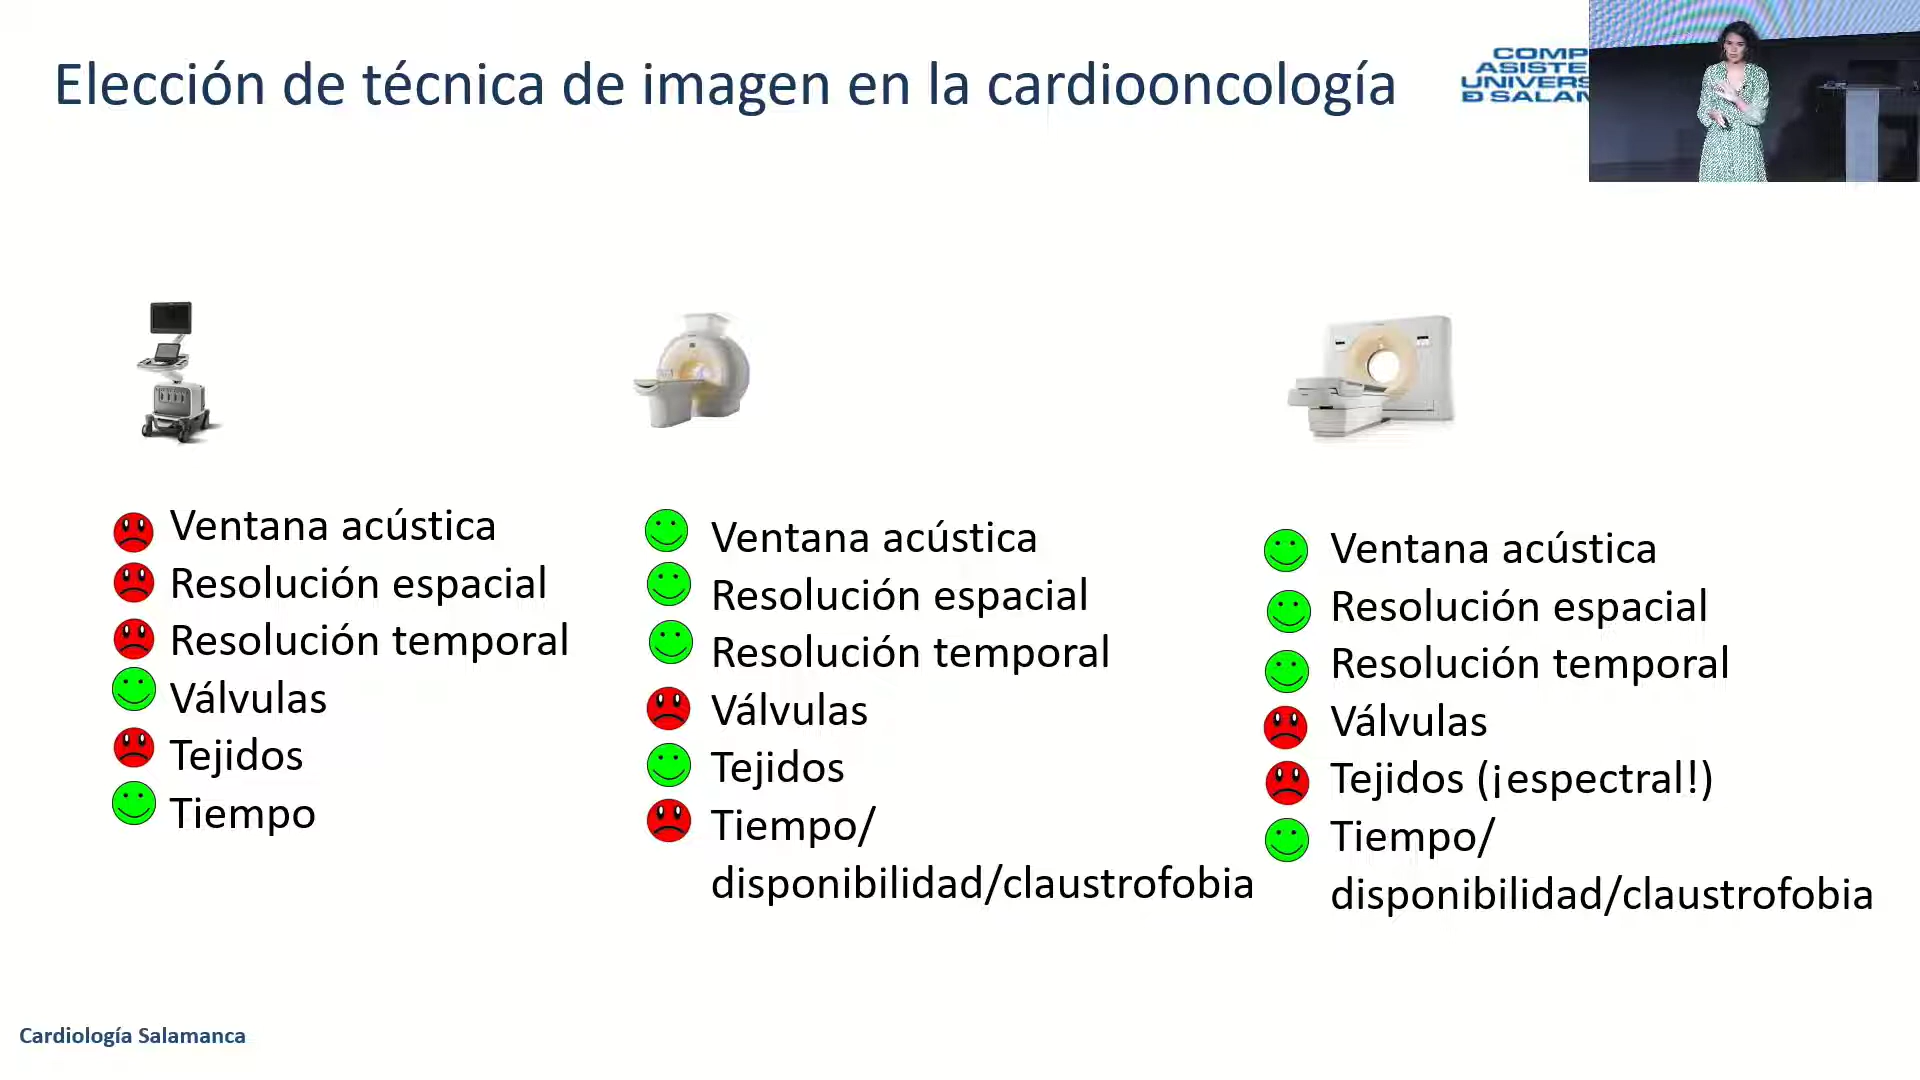 Elección de técnica de imagen en la cardiooncología
Ventana acústica
Resolución espacial
Resolución temporal
Válvulas
Tejidos
Tiempo
Ventana acústica
Resolución espacial
Resolución temporal
Válvulas
Tejidos
Tiempo/
disponibilidad/claustrofobia
Ventana acústica
Resolución espacial
Resolución temporal
Válvulas
Tejidos (¡espectral!)
Tiempo/
disponibilidad/claustrofobia
Cardiología Salamanca